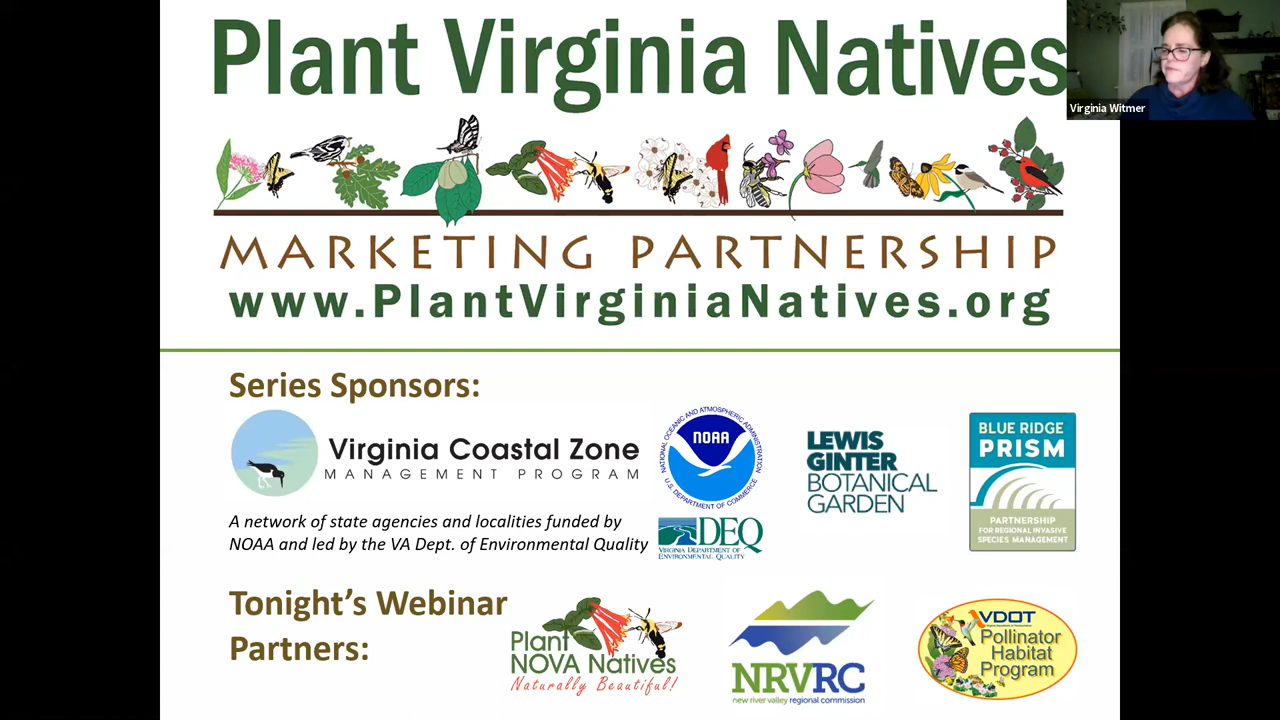 Plant Virginia Natives
Virginia Witmer
MARKETING PARTNERSHIP
www.PlantVirginiaNatives.org
Series Sponsors:
Virginia Coastal Zone
MANAGEMENT PROGRAM
A network of state agencies and localities funded by
NOAA and led by the VA Dept. of Environmental Quality
NATIONAL OCEANIC AND ATMOSPHERIC ADMINISTRATION
NOAA
U.S. DEPARTMENT OF COMMERCE
DEQ
VIRGINIA DEPARTMENT OF
ENVIRONMENTAL QUALITY
LEWIS
GINTER
BOTANICAL
GARDEN
BLUE RIDGE
PRISM
PARTNERSHIP
FOR REGIONAL INVASIVE
SPECIES MANAGEMENT
Tonight's Webinar
Partners:
Plant
NOVA Natives
Naturally Beautiful!
NRVRC
new river valley regional commission
VDOT
Pollinator
Habitat
Program